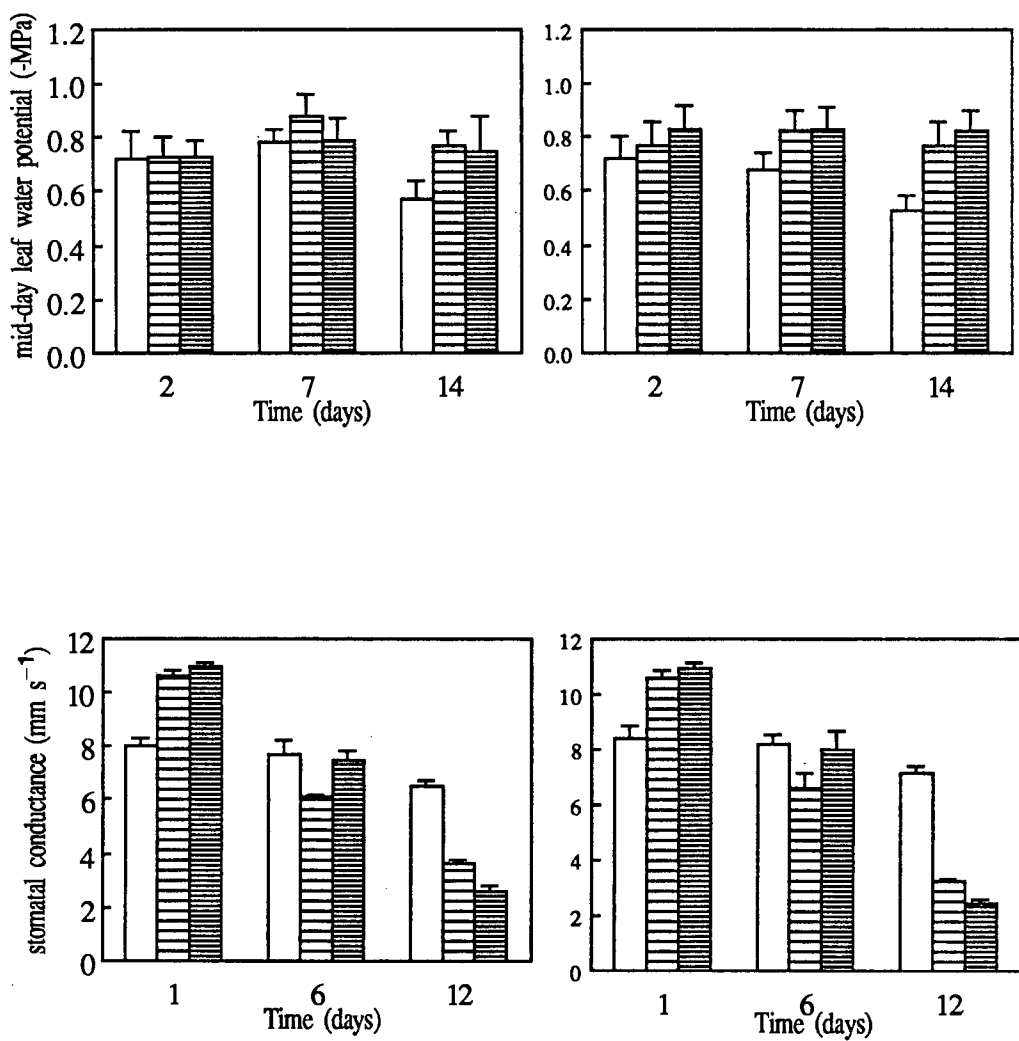 mid-day leaf water potential (-MPa)
1.2
1.0
0.8
0.6
0.4
0.2
0.0
2 7 14
Time (days)
1.2
1.0
0.8
0.6
0.4
0.2
0.0
2 7 14
Time (days)
stomatal conductance (mm s⁻¹)
12
10
8
6
4
2
0
1 6 12
Time (days)
12
10
8
6
4
2
0
1 6 12
Time (days)